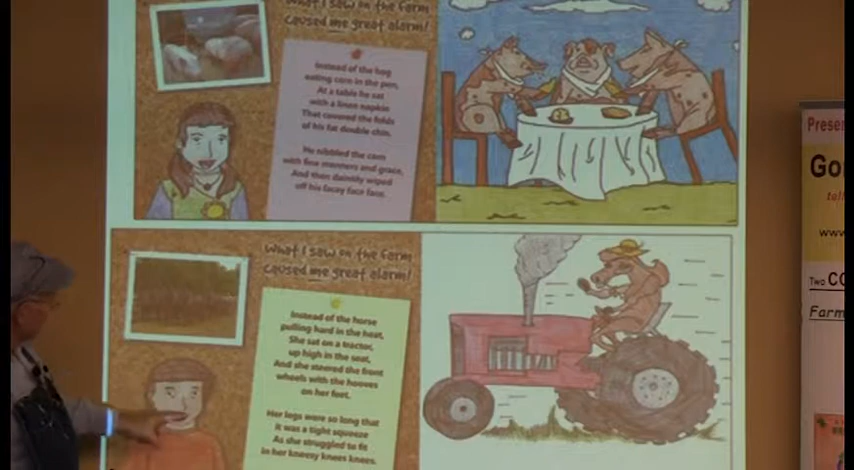 What I saw on the farm
caused me great alarm!
Instead of the hog
eating corn in the pen,
At a table he sat
with a linen napkin
That covered the folds
of his fat double chin.
He nibbled the corn
with fine manners and grace,
And then daintily wiped
off his facey face face.
What I saw on the farm
caused me great alarm!
Instead of the horse
pulling hard in the heat,
She sat on a tractor,
up high in the seat,
And she steered the front
wheels with the hooves
on her feet.
Her legs were so long that
it was a tight squeeze
As she struggled to fit
in her kneesy knees knees.
Prese
Go
tal
www
Two CO
Farm